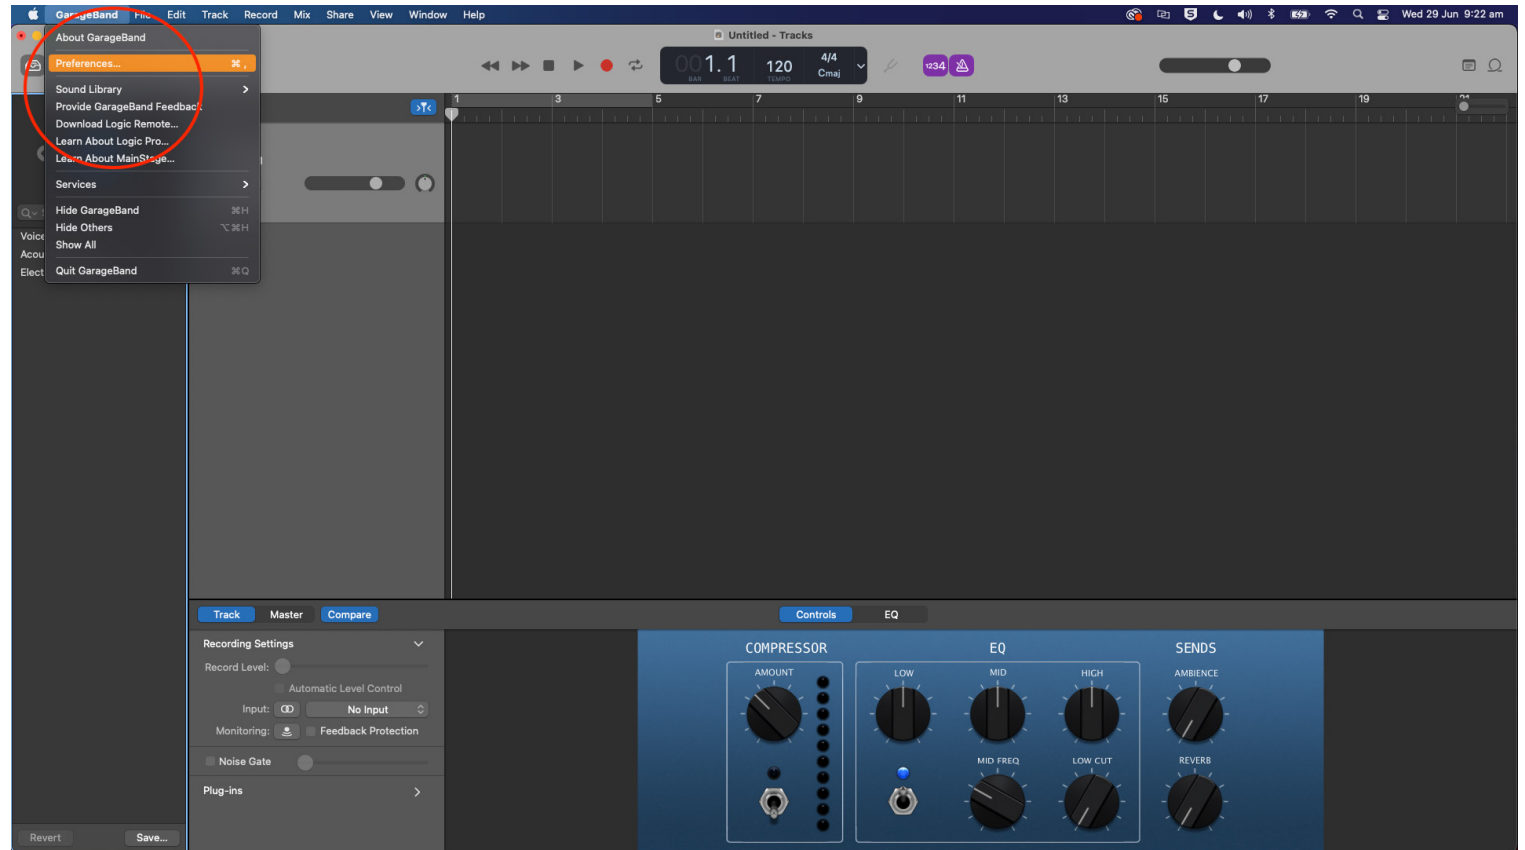 GarageBand File Edit Track Record Mix Share View Window Help
Wed 29 Jun 9:22 am
Untitled - Tracks
About GarageBand
Preferences... ⌘ ,
Sound Library
Provide GarageBand Feedback
Download Logic Remote...
Learn About Logic Pro...
Learn About MainStage...
Services
Hide GarageBand ⌘H
Hide Others ⌥⌘H
Show All
Quit GarageBand ⌘Q
001.1 120 4/4
Cmaj
BAR BEAT TEMPO
1234
1 3 5 7 9 11 13 15 17 19 21
Voice
Acou
Elect
Track Master Compare
Controls EQ
Recording Settings
Record Level:
Automatic Level Control
Input: No Input
Monitoring: Feedback Protection
Noise Gate
Plug-ins
COMPRESSOR EQ SENDS
AMOUNT LOW MID HIGH AMBIENCE
MID FREQ LOW CUT REVERB
Revert Save...